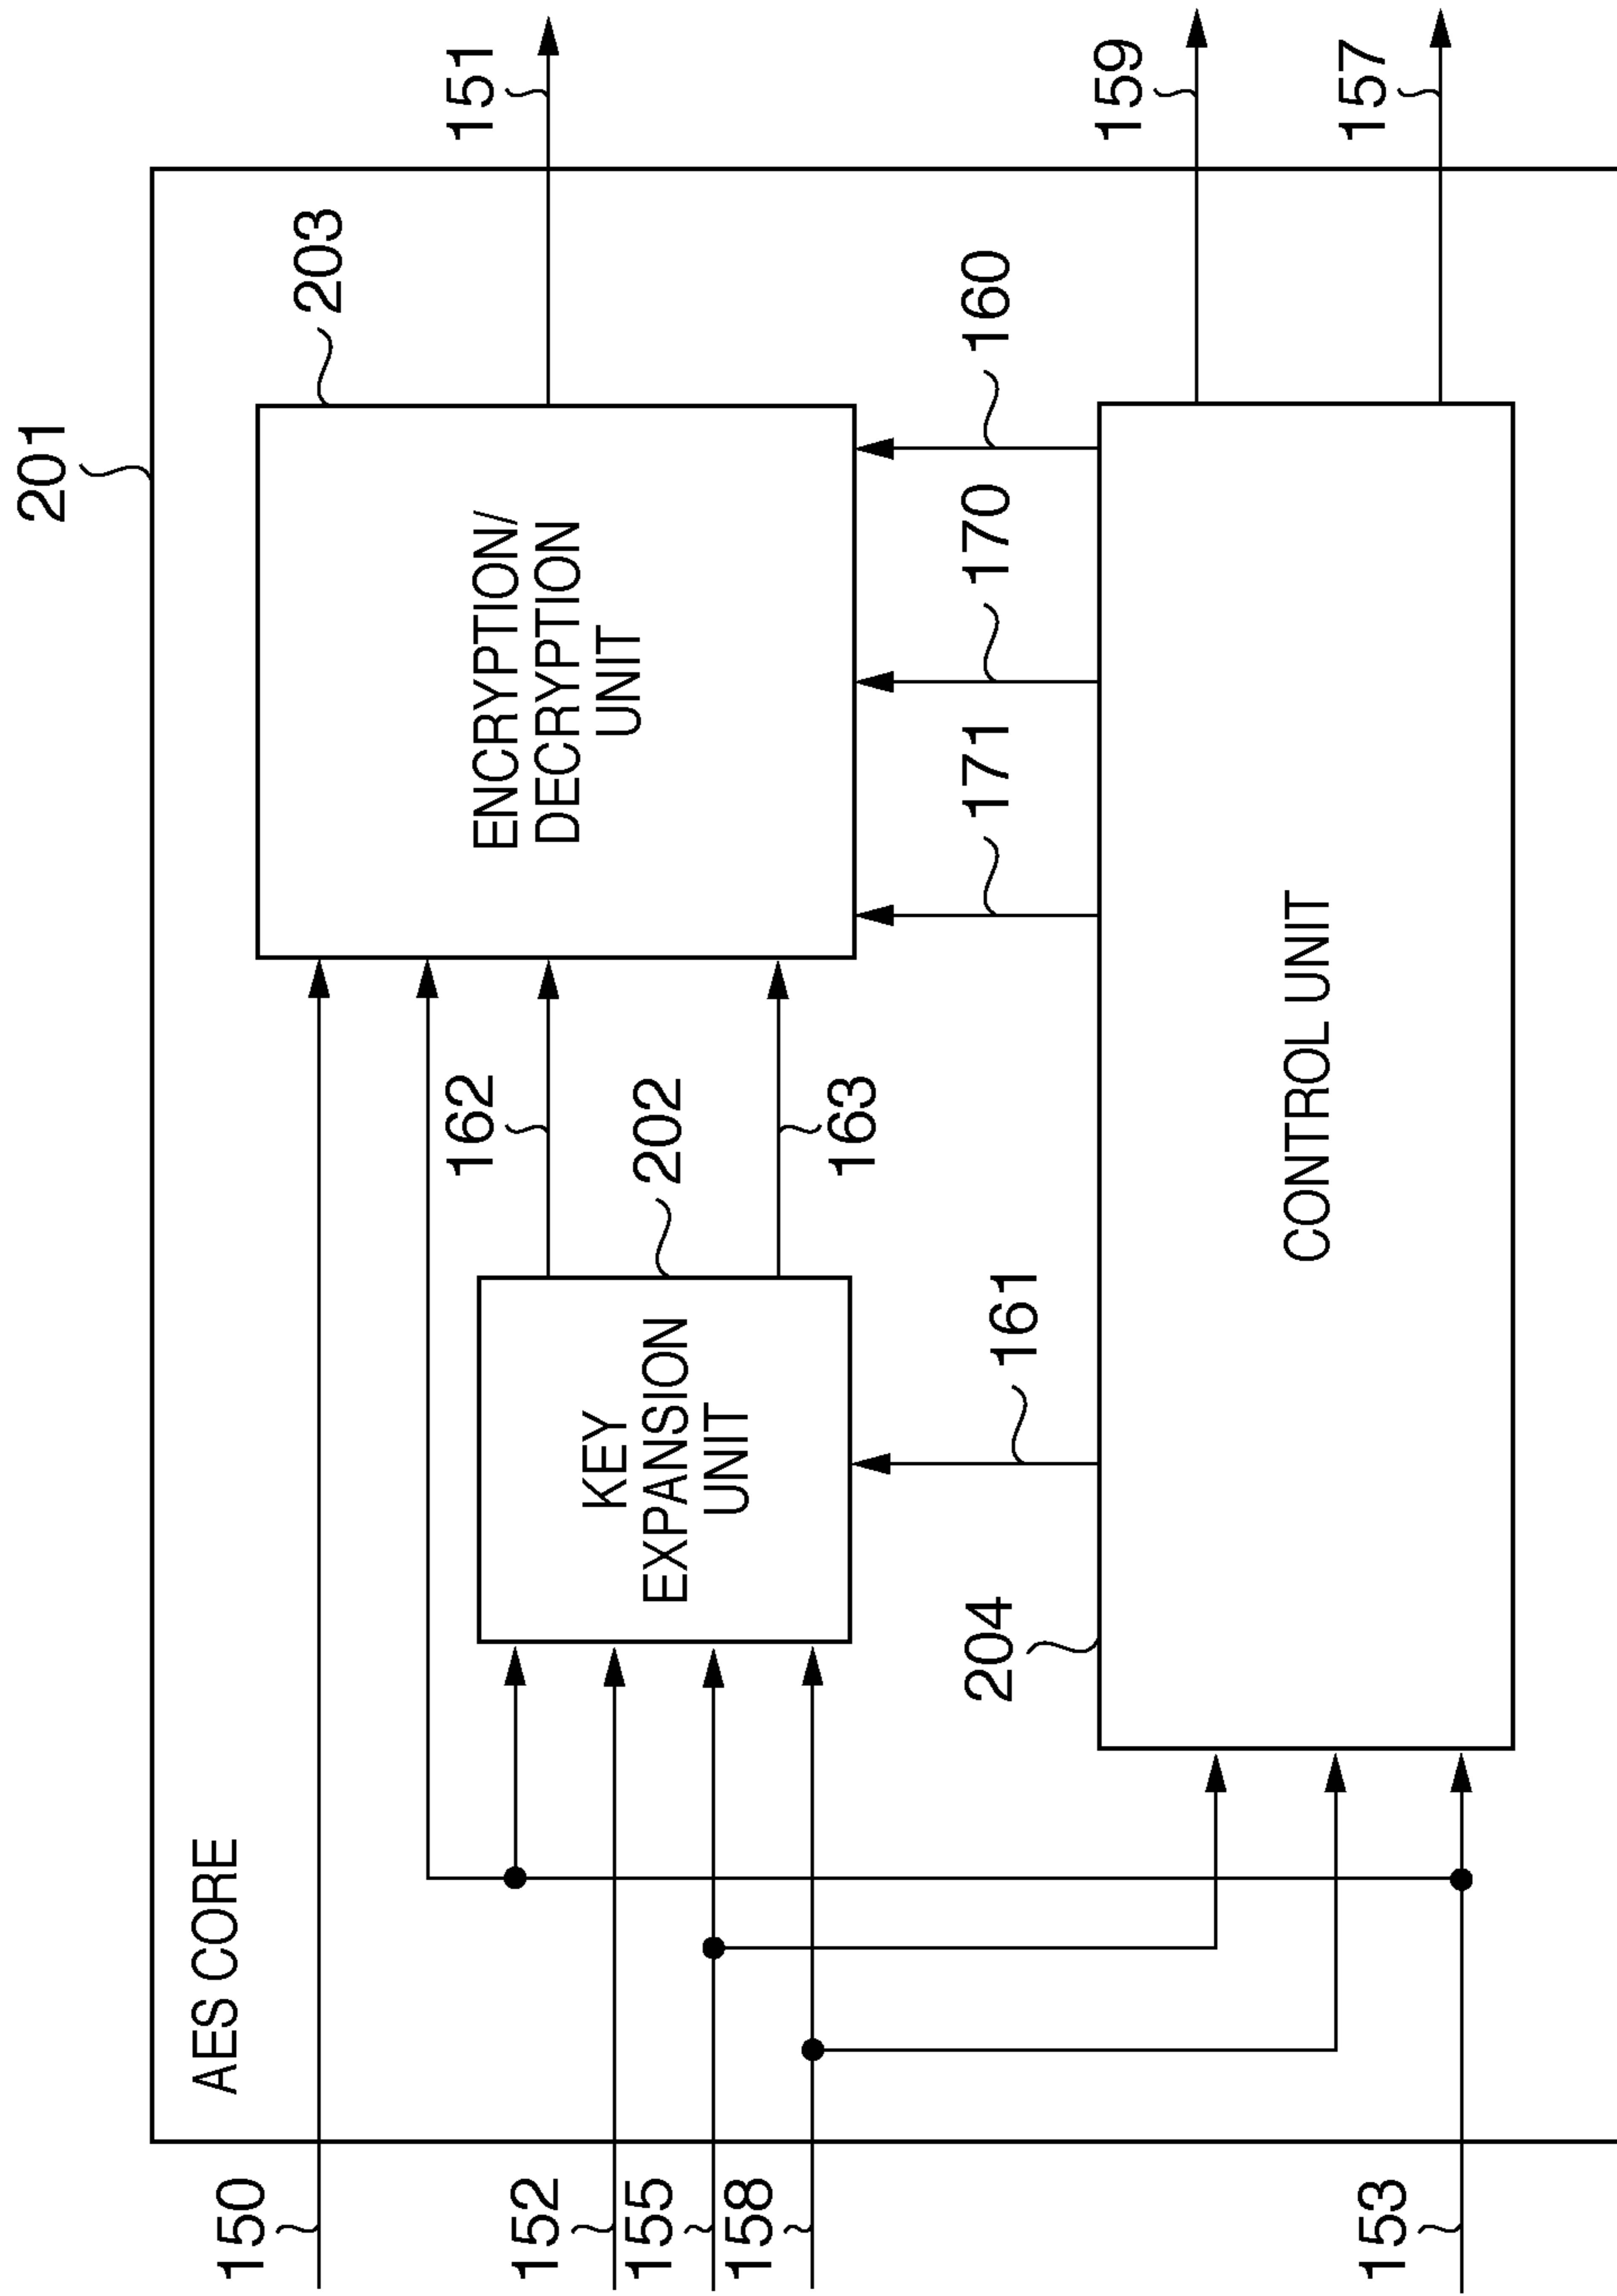 201
AES CORE
203
150
151
ENCRYPTION/
DECRYPTION
UNIT
162
152
KEY
EXPANSION
UNIT
202
155
158
163
161
171
170
160
204
159
CONTROL UNIT
153
157